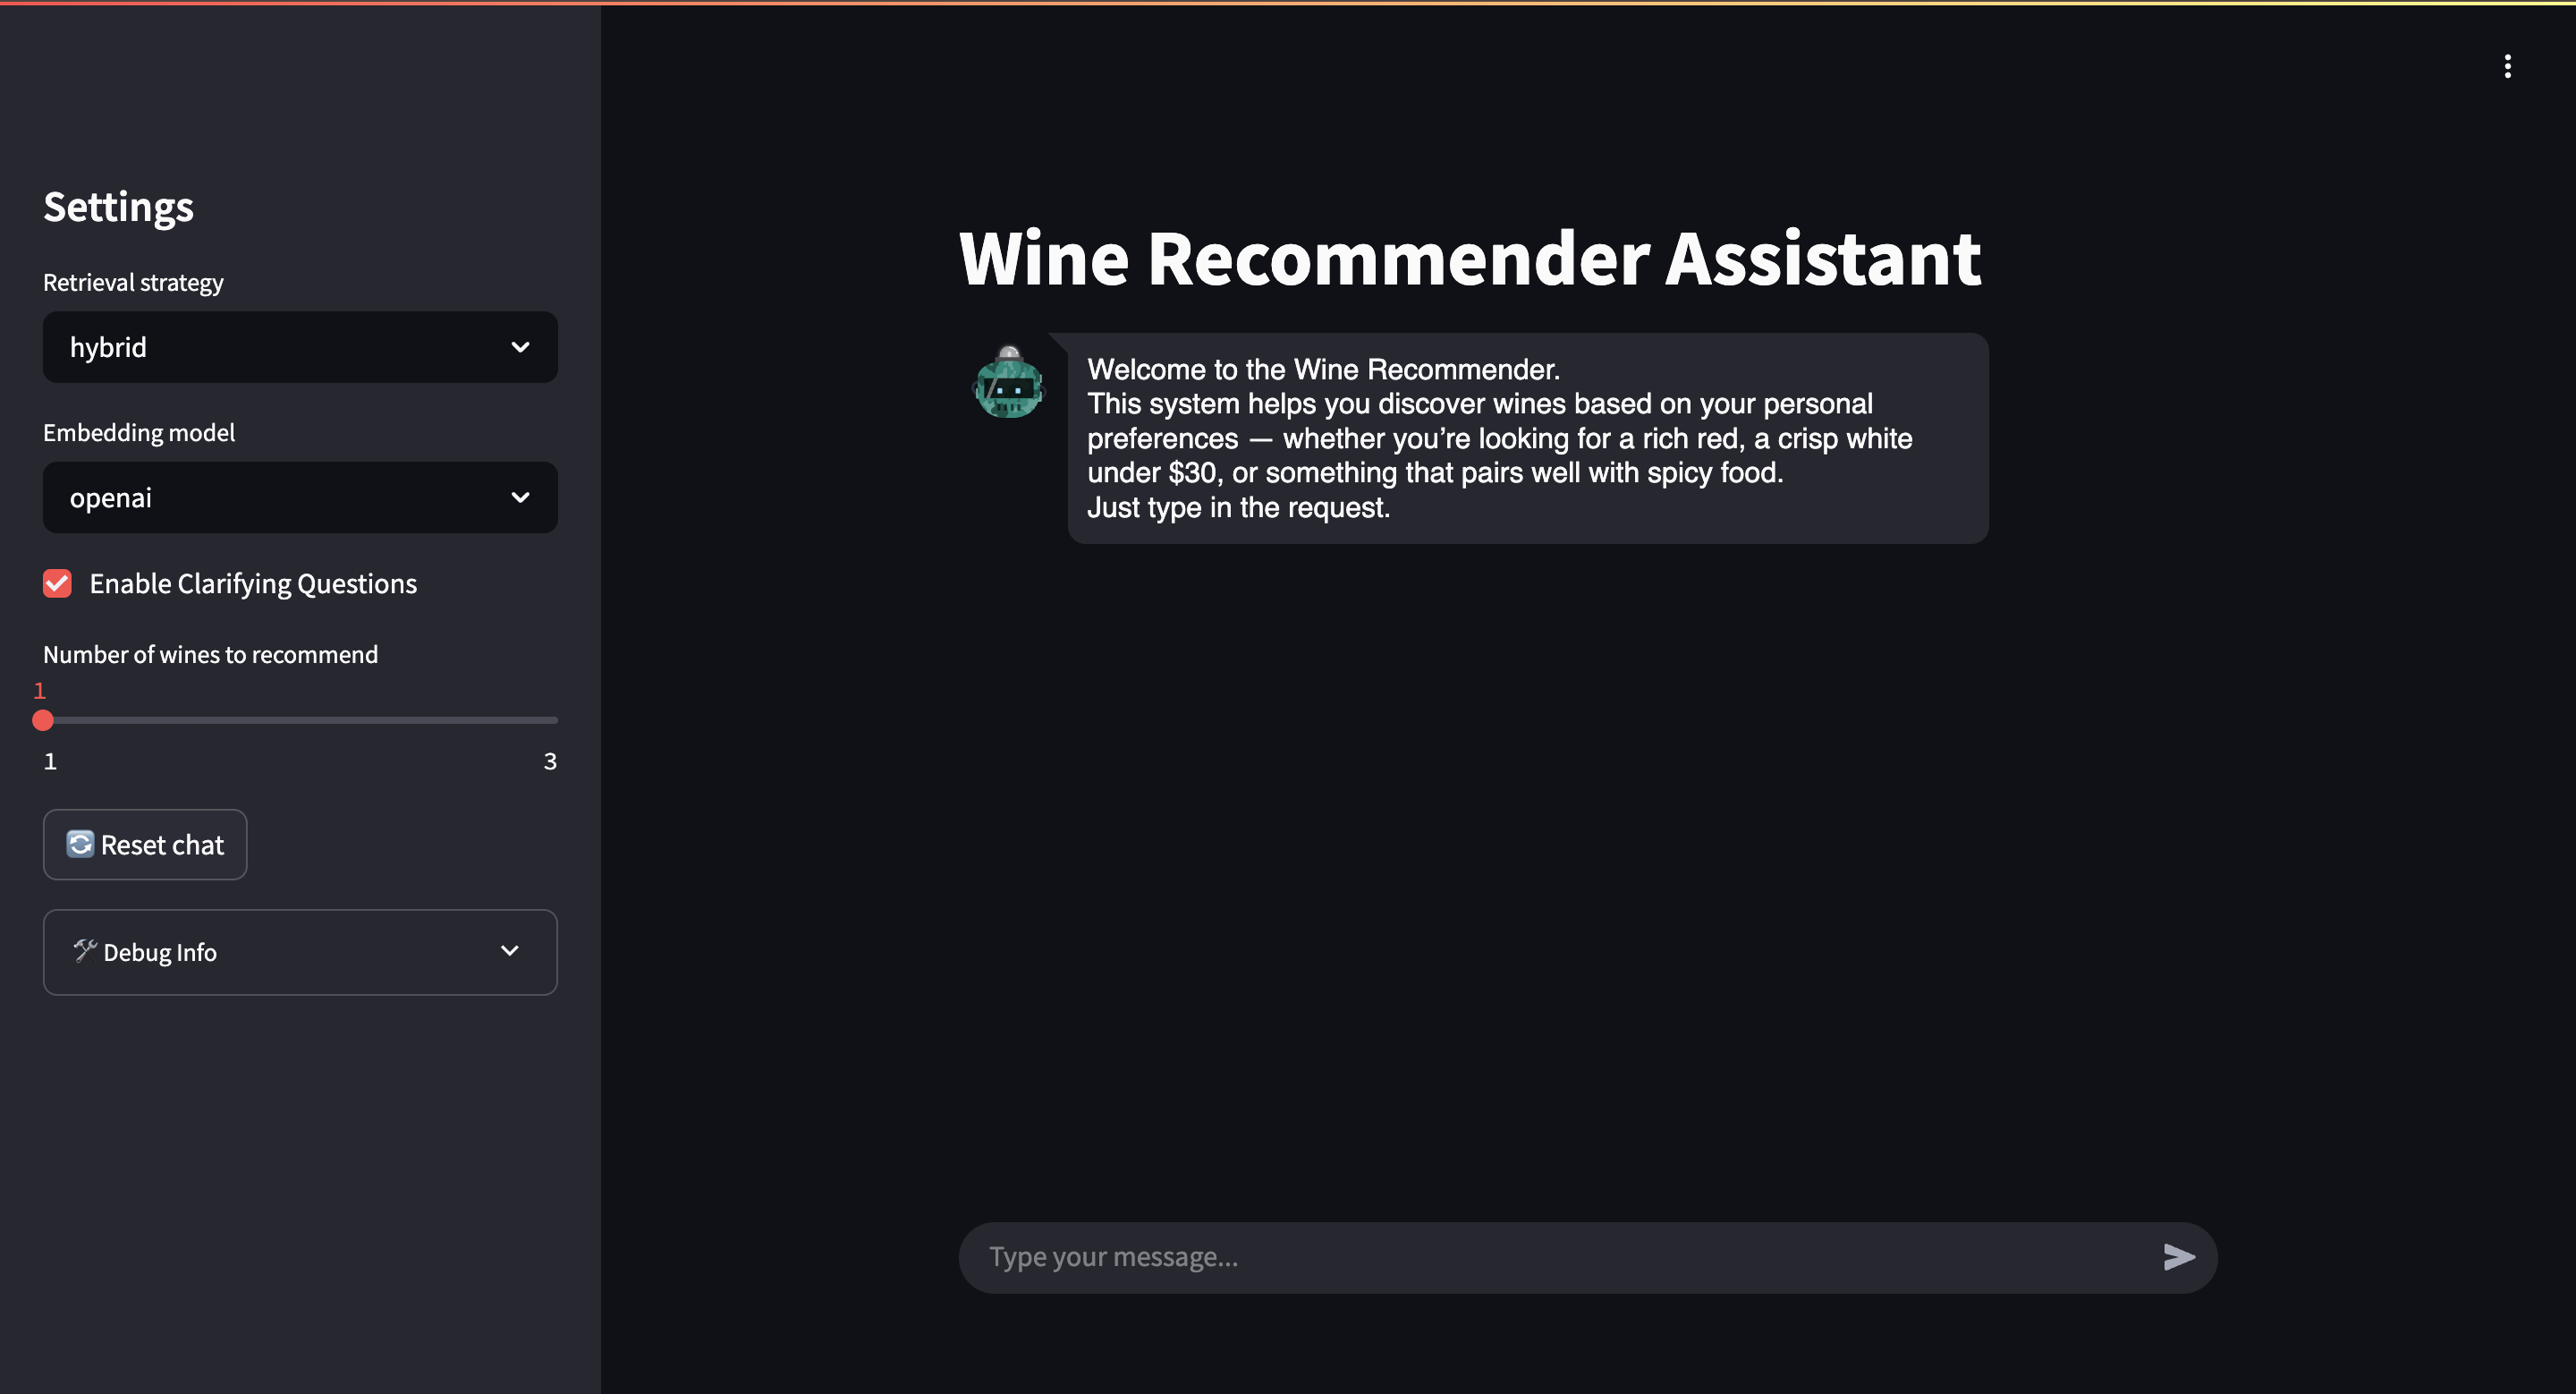 Settings
Retrieval strategy
hybrid
Embedding model
openai
Enable Clarifying Questions
Number of wines to recommend
1
1
3
Reset chat
Debug Info
Wine Recommender Assistant
Welcome to the Wine Recommender.
This system helps you discover wines based on your personal
preferences — whether you’re looking for a rich red, a crisp white
under $30, or something that pairs well with spicy food.
Just type in the request.
Type your message...